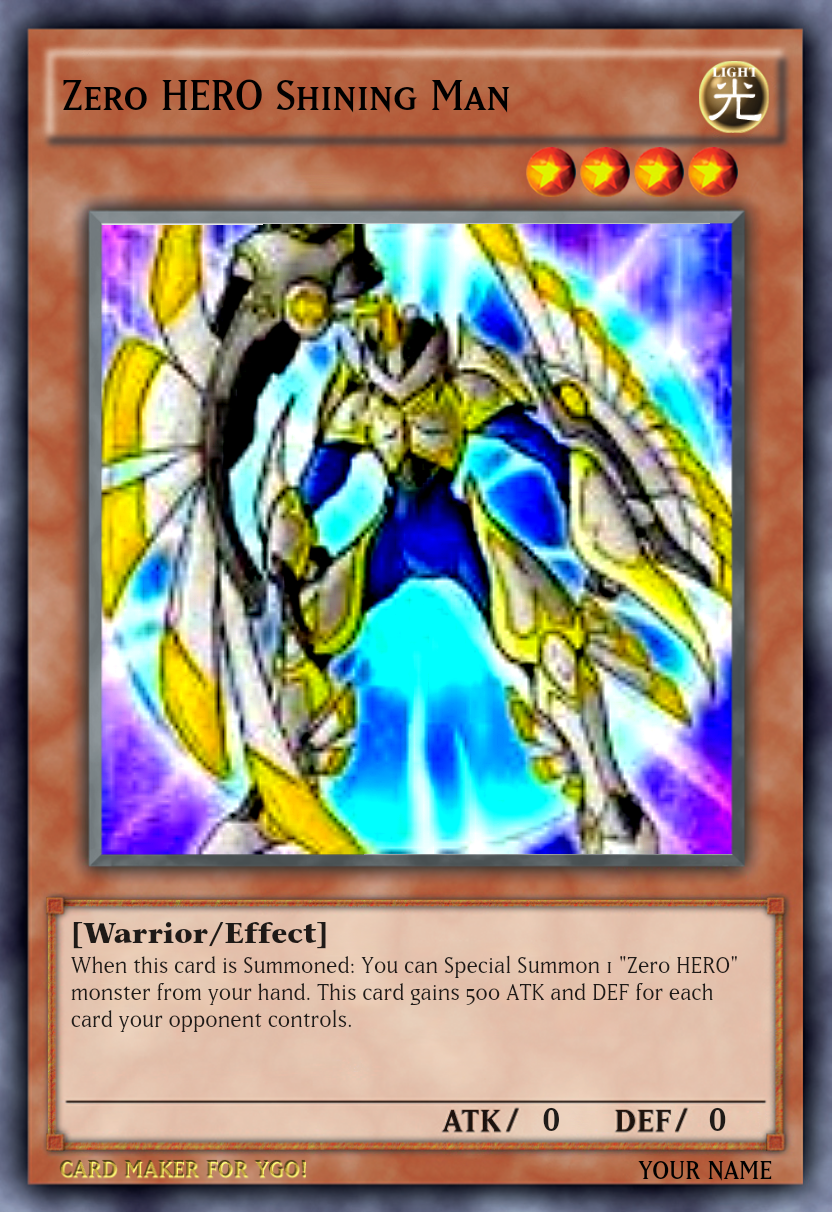 Zero HERO Shining Man
LIGHT
光
[Warrior/Effect]
When this card is Summoned: You can Special Summon 1 "Zero HERO"
monster from your hand. This card gains 500 ATK and DEF for each
card your opponent controls.
ATK/ 0 DEF/ 0
CARD MAKER FOR YGO! YOUR NAME